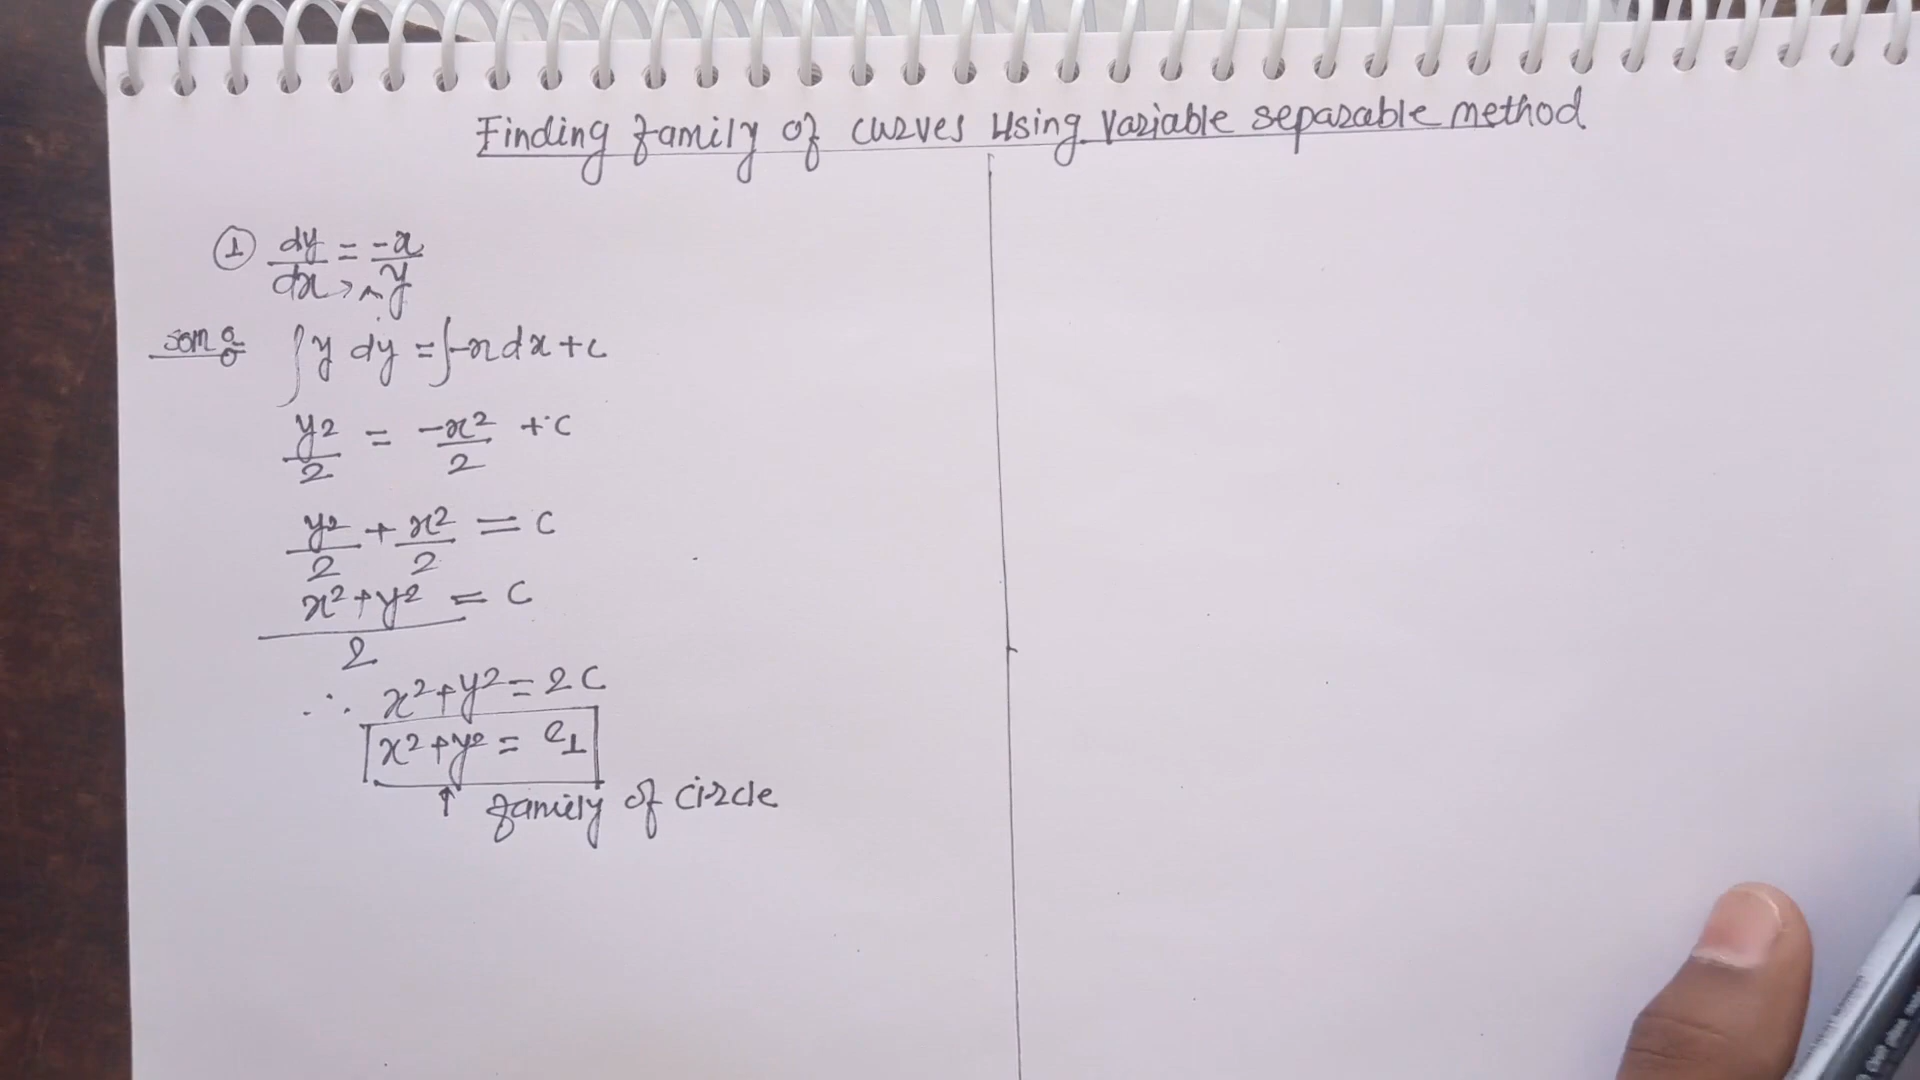 Finding family of curves Using Variable separable method
① dy/dx = -x/y
Soln: ∫y dy = ∫-x dx + c
y²/2 = -x²/2 + c
y²/2 + x²/2 = c
x²+y²/2 = c
∴ x²+y² = 2c
x²+y² = c1
↑ family of circle